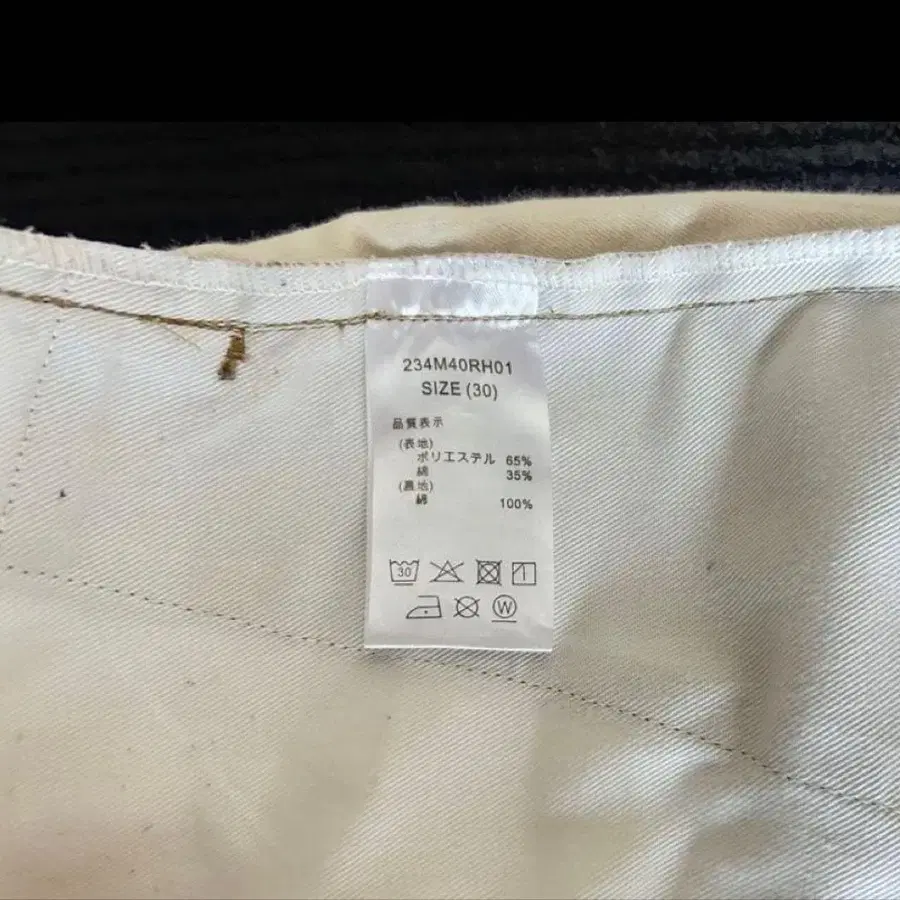 234M40RH01
SIZE (30)
品質表示
(表地)
ポリエステル 65%
綿 35%
(裏地)
綿 100%
30
W